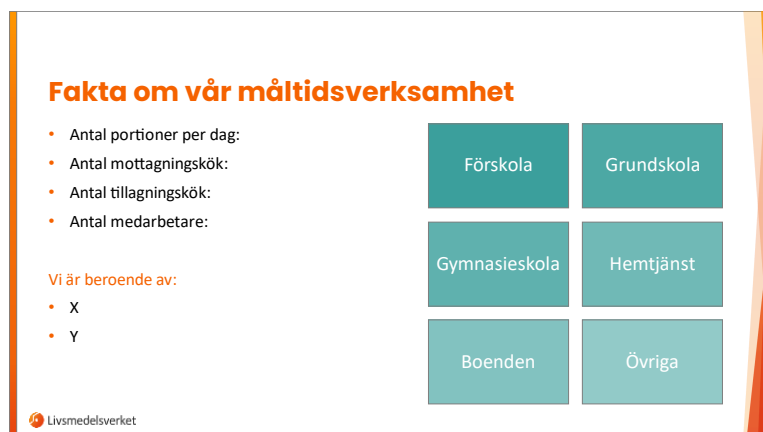 Fakta om vår måltidsverksamhet
• Antal portioner per dag:
• Antal mottagningskök:
• Antal tillagningskök:
• Antal medarbetare:
Vi är beroende av:
• X
• Y
Förskola
Grundskola
Gymnasieskola
Hemtjänst
Boenden
Övriga
Livsmedelsverket